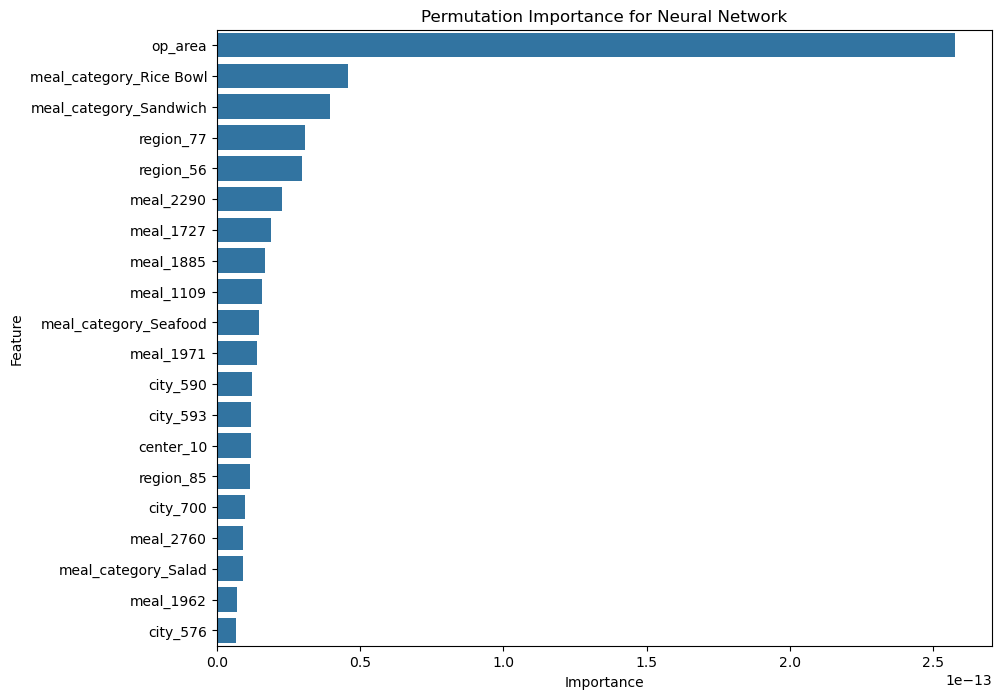 Permutation Importance for Neural Network
op_area
meal_category_Rice Bowl
meal_category_Sandwich
region_77
region_56
meal_2290
meal_1727
meal_1885
meal_1109
meal_category_Seafood
meal_1971
city_590
city_593
center_10
region_85
city_700
meal_2760
meal_category_Salad
meal_1962
city_576
Feature
0.0 0.5 1.0 1.5 2.0 2.5
1e−13
Importance